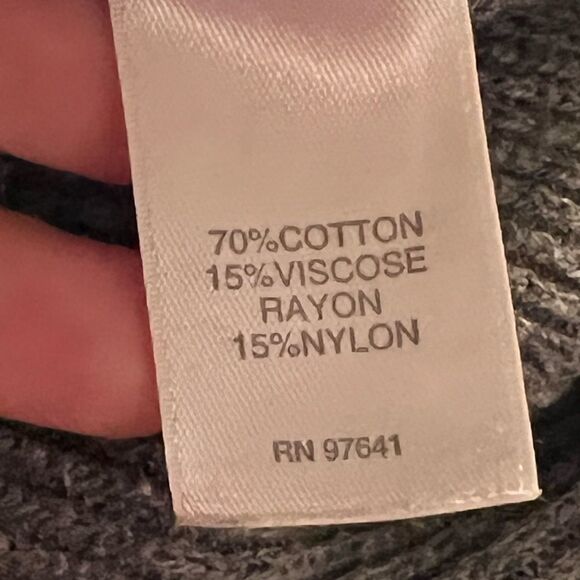 70%COTTON
15%VISCOSE
RAYON
15%NYLON
RN 97641